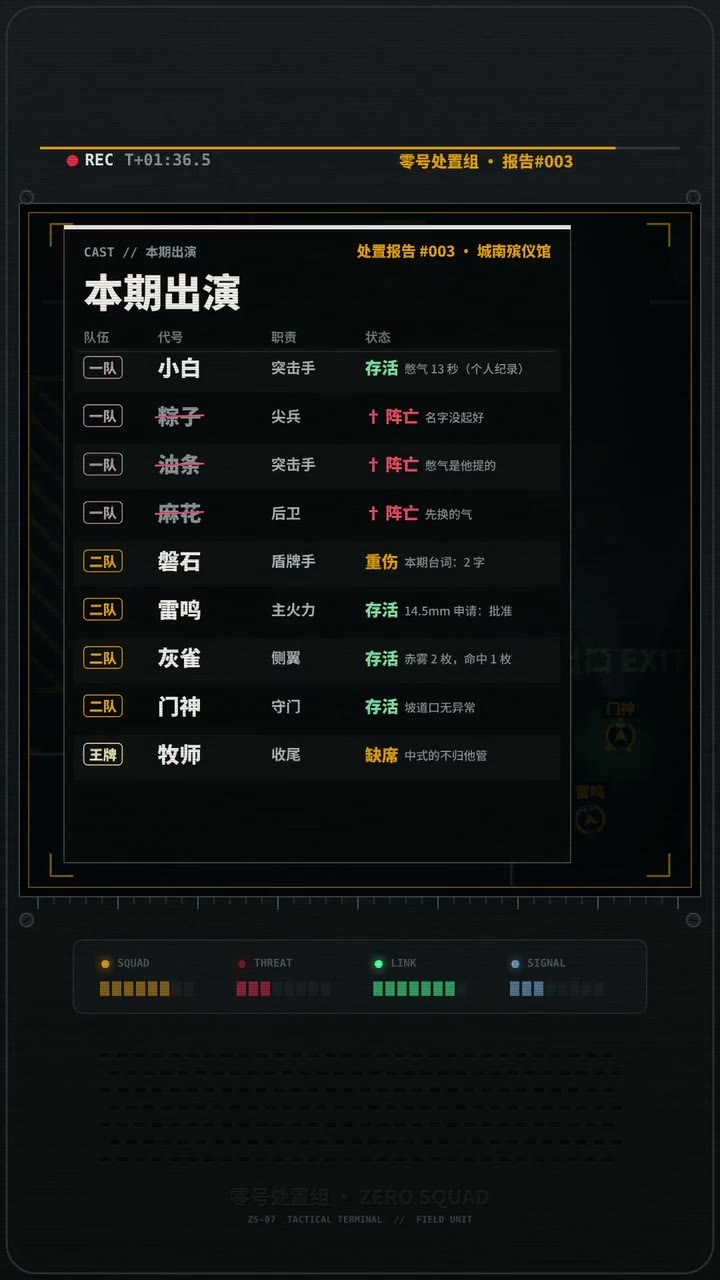 REC T+01:36.5 零号处置组 • 报告#003
CAST // 本期出演 处置报告 #003 • 城南殡仪馆
本期出演
队伍 代号 职责 状态
一队 小白 突击手 存活 憋气 13 秒（个人纪录）
一队 粽子 尖兵 † 阵亡 名字没起好
一队 油条 突击手 † 阵亡 憋气是他提的
一队 麻花 后卫 † 阵亡 先换的气
二队 磐石 盾牌手 重伤 本期台词：2 字
二队 雷鸣 主火力 存活 14.5mm 申请：批准
二队 灰雀 侧翼 存活 赤雾 2 枚，命中 1 枚
二队 门神 守门 存活 坡道口无异常
王牌 牧师 收尾 缺席 中式的不归他管
EXIT
门神
雷鸣
SQUAD THREAT LINK SIGNAL
零号处置组 • ZERO SQUAD
ZS-07 TACTICAL TERMINAL // FIELD UNIT